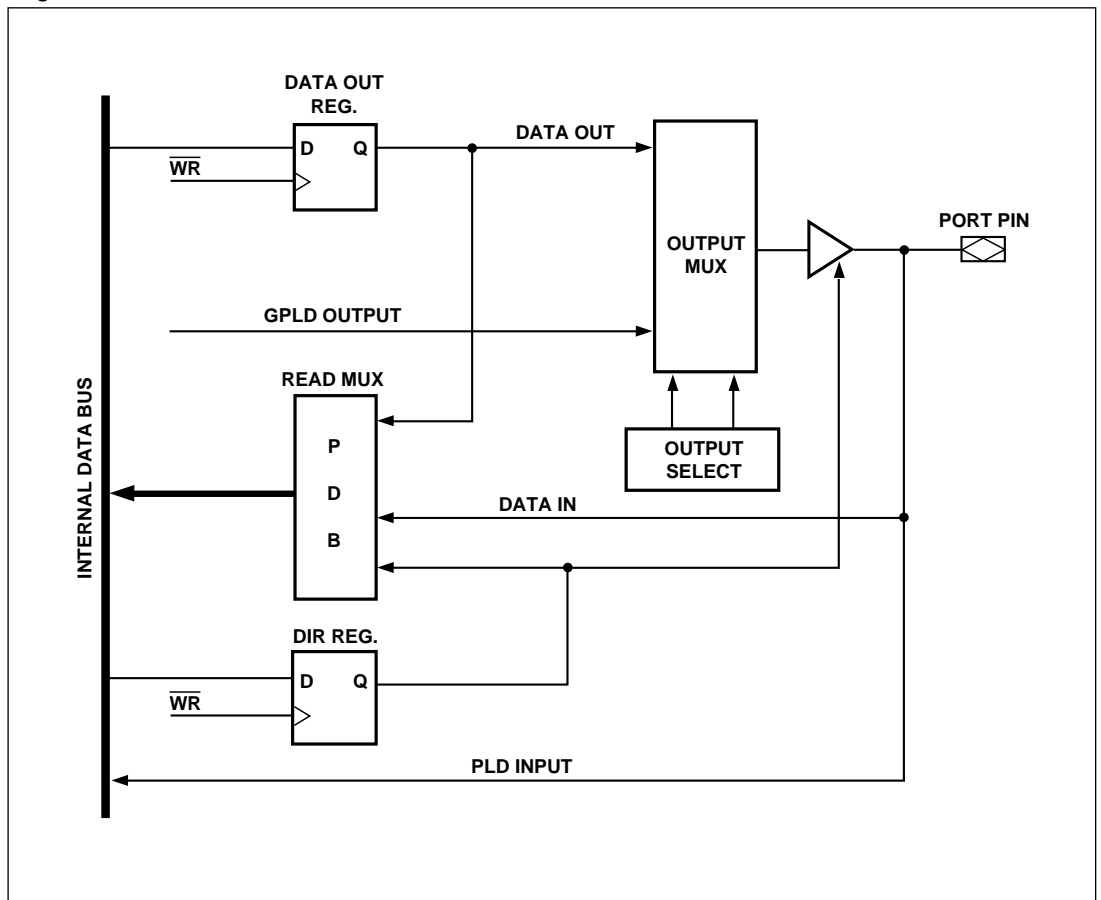 DATA OUT
REG.
D Q
WR
DATA OUT
OUTPUT
MUX
PORT PIN
GPLD OUTPUT
READ MUX
P
D
B
OUTPUT
SELECT
DATA IN
INTERNAL DATA BUS
DIR REG.
D Q
WR
PLD INPUT